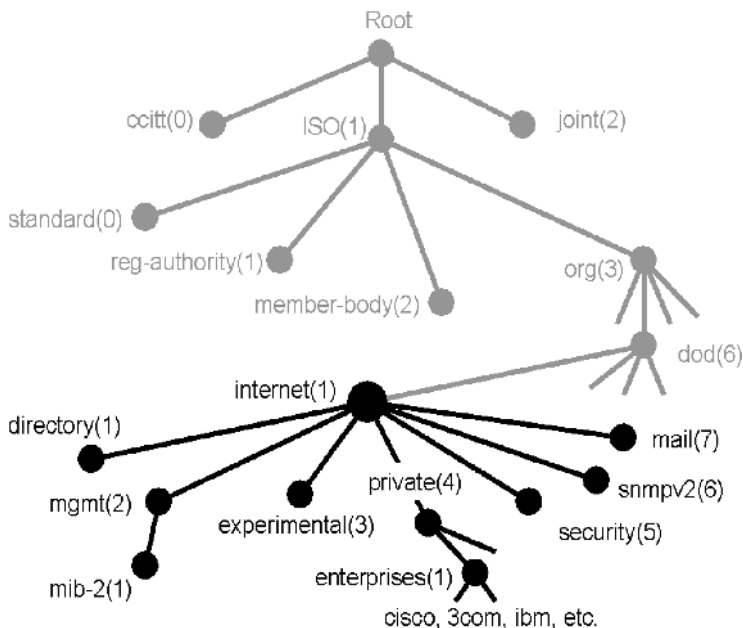 Root
ccitt(0)
ISO(1)
joint(2)
standard(0)
reg-authority(1)
member-body(2)
org(3)
dod(6)
internet(1)
directory(1)
mail(7)
mgmt(2)
private(4)
snmpv2(6)
experimental(3)
security(5)
mib-2(1)
enterprises(1)
cisco, 3com, ibm, etc.